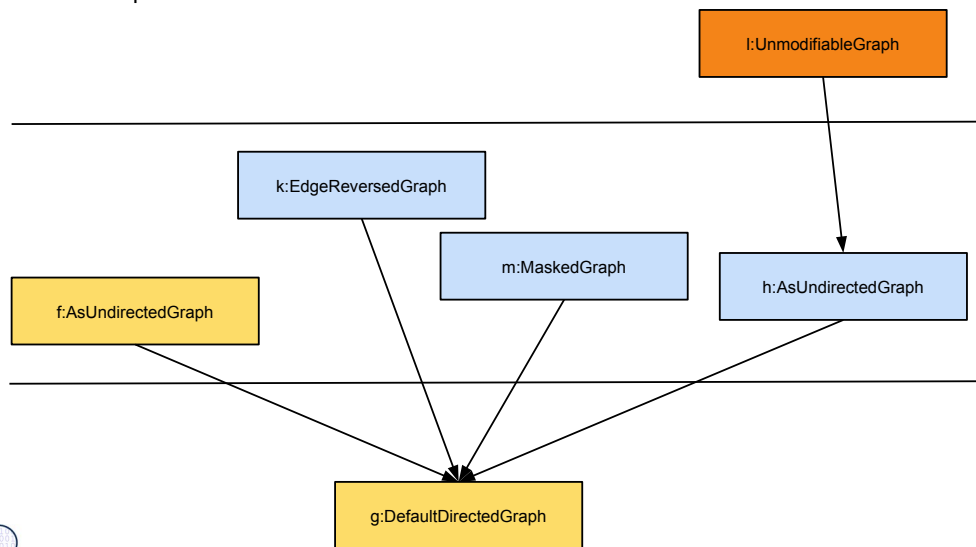 l:UnmodifiableGraph
k:EdgeReversedGraph
m:MaskedGraph
h:AsUndirectedGraph
f:AsUndirectedGraph
g:DefaultDirectedGraph